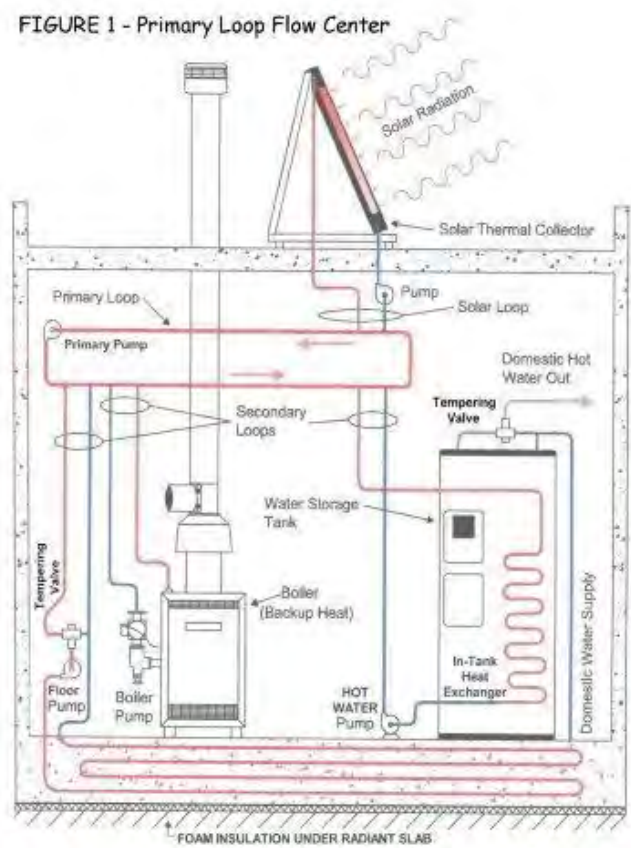 FIGURE 1 - Primary Loop Flow Center
Solar Radiation
Solar Thermal Collector
Pump
Solar Loop
Primary Loop
Primary Pump
Domestic Hot
Water Out
Tempering
Valve
Secondary
Loops
Water Storage
Tank
Tempering
Valve
Boiler
(Backup Heat)
Domestic Water Supply
In-Tank
Heat
Exchanger
Floor
Pump
Boiler
Pump
HOT
WATER
Pump
FOAM INSULATION UNDER RADIANT SLAB